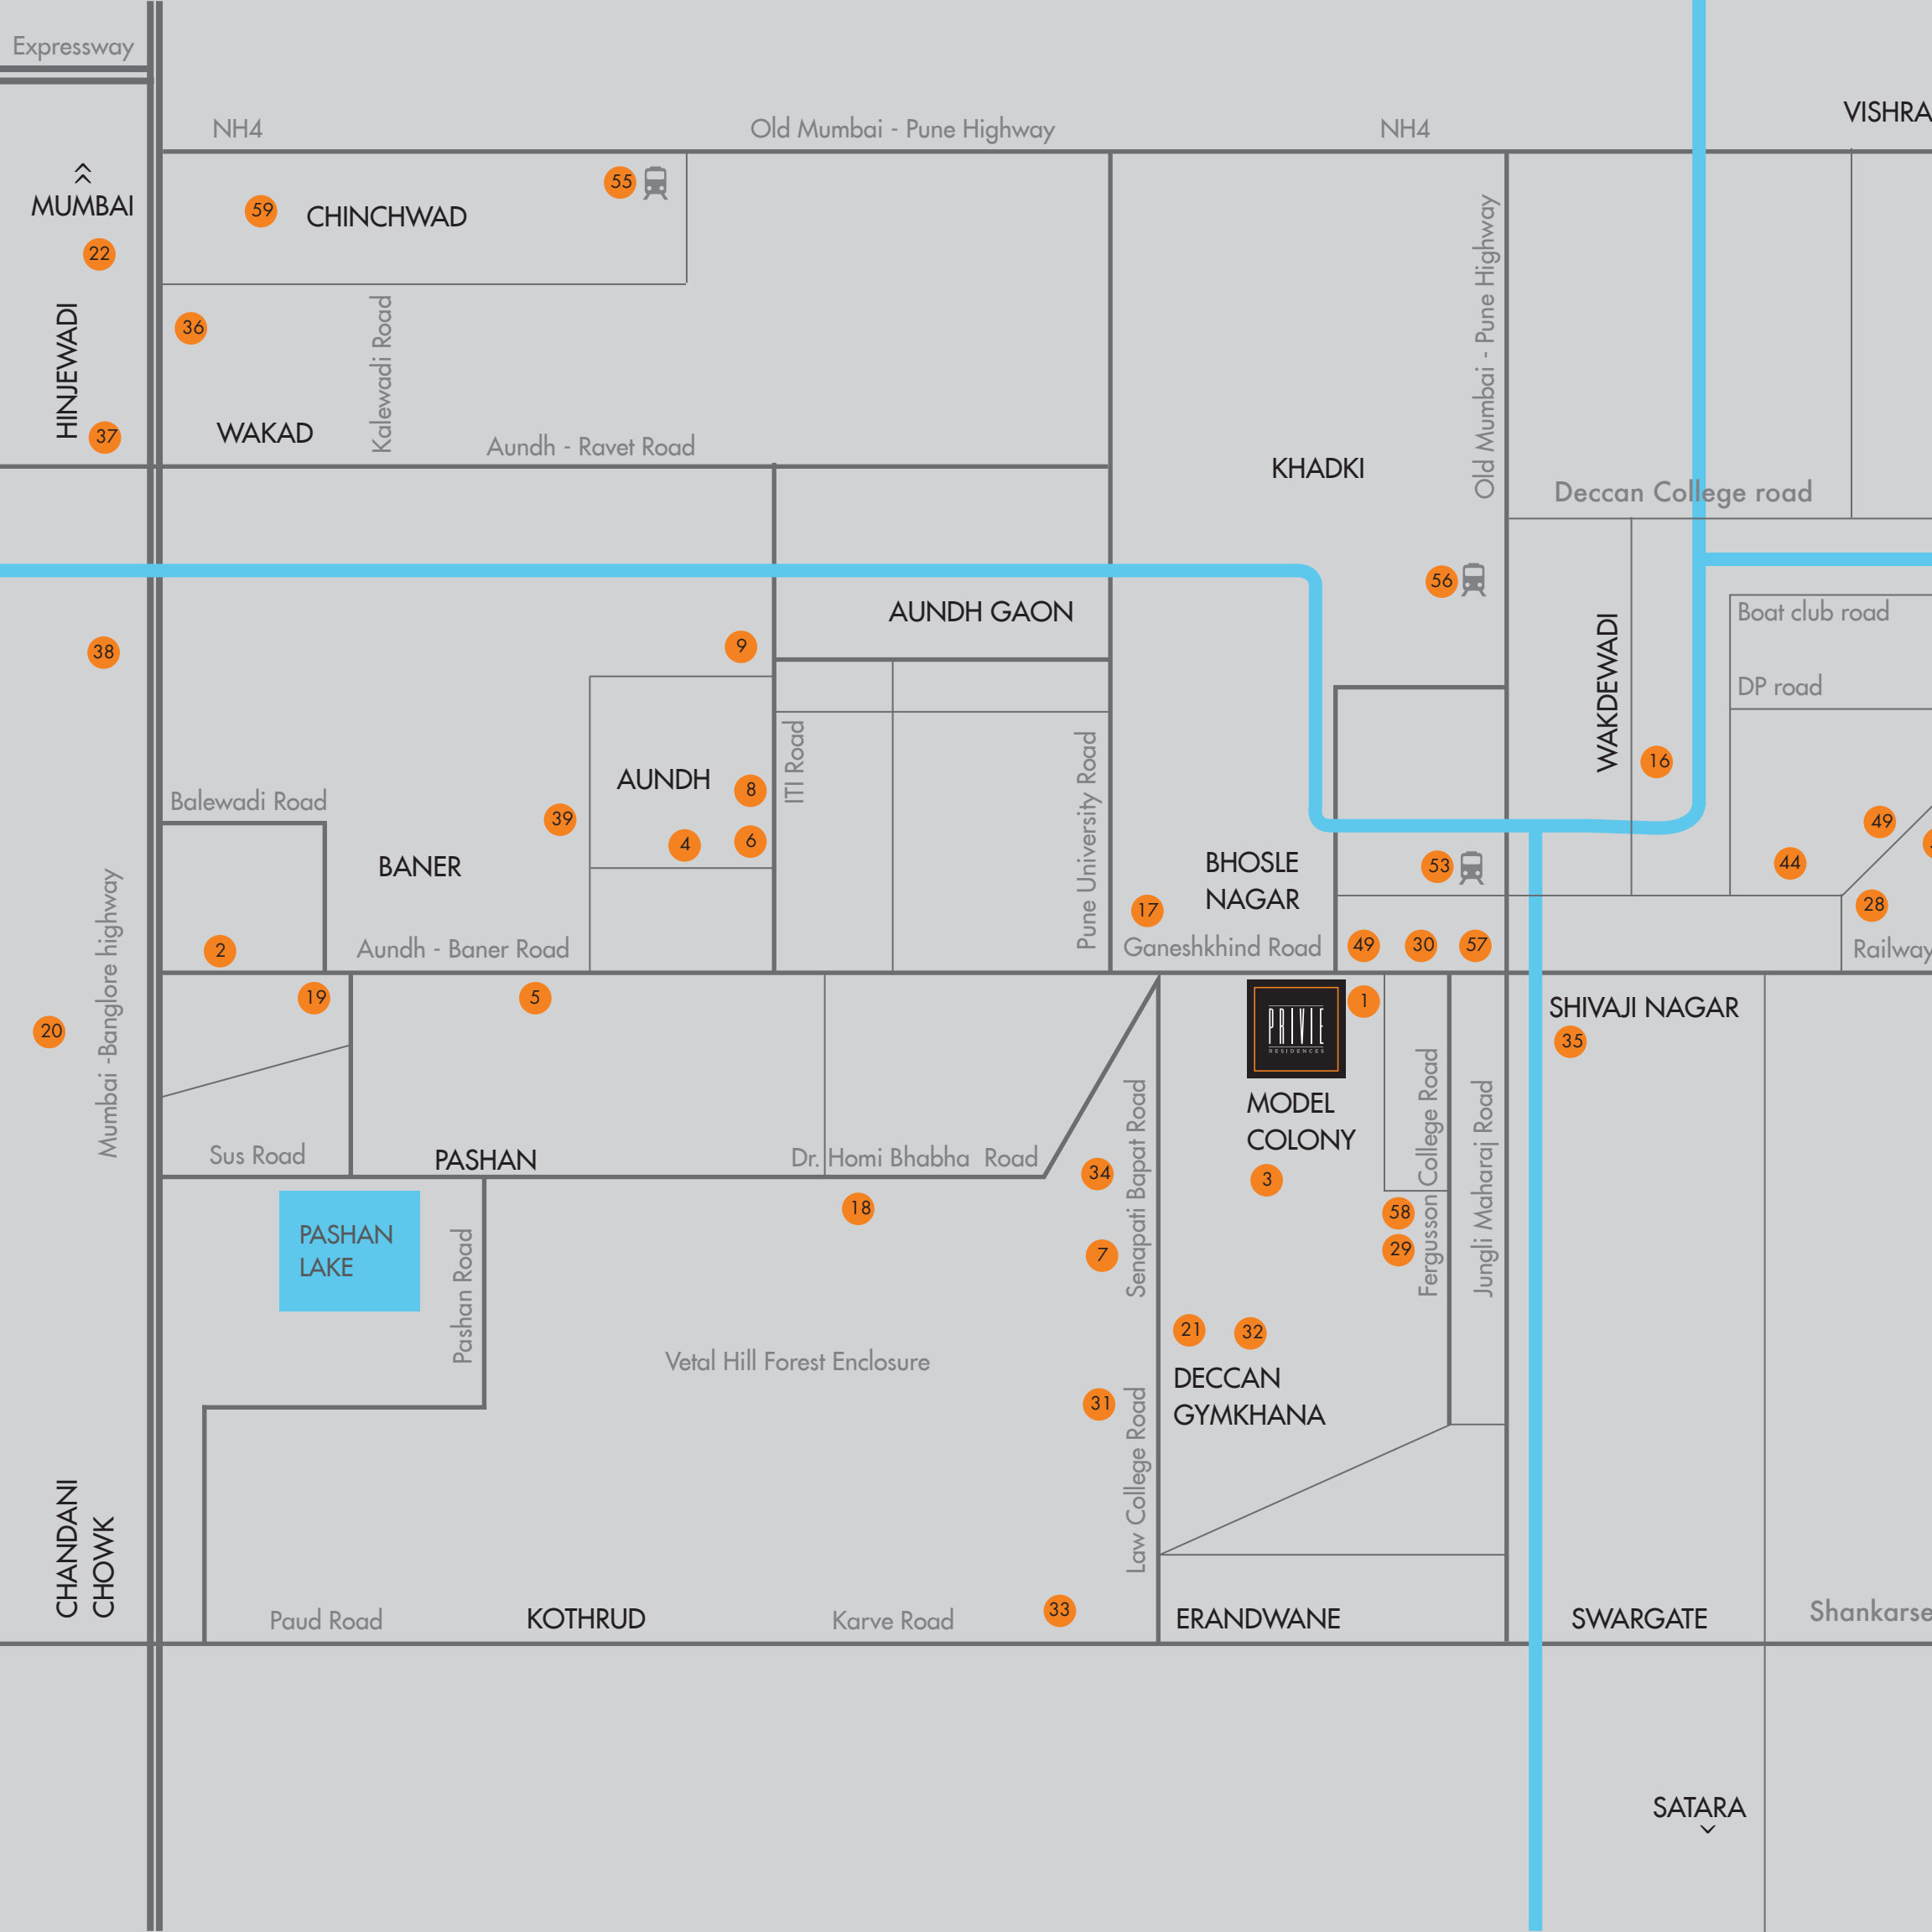 Expressway
NH4
Old Mumbai - Pune Highway
NH4
VISHRA
MUMBAI
59
CHINCHWAD
55
22
HINJEWADI
36
Kalewadi Road
Old Mumbai - Pune Highway
37
WAKAD
Aundh - Ravet Road
KHADKI
Deccan College road
56
AUNDH GAON
Boat club road
38
9
WAKDEWADI
DP road
ITI Road
Pune University Road
16
AUNDH
8
Balewadi Road
39
4
6
49
BANER
BHOSLE
NAGAR
53
44
28
17
Mumbai -Banglore highway
2
Aundh - Baner Road
Ganeshkhind Road
49
30
57
Railway
19
5
PRIVIE
RESIDENCES
1
SHIVAJI NAGAR
20
35
MODEL
COLONY
Senapati Bapat Road
Fergusson College Road
Jungli Maharaj Road
Sus Road
PASHAN
Dr. Homi Bhabha Road
34
3
18
58
PASHAN
LAKE
Pashan Road
7
29
21
32
Vetal Hill Forest Enclosure
DECCAN
GYMKHANA
31
Law College Road
CHANDANI
CHOWK
Paud Road
KOTHRUD
Karve Road
33
ERANDWANE
SWARGATE
Shankarse
SATARA